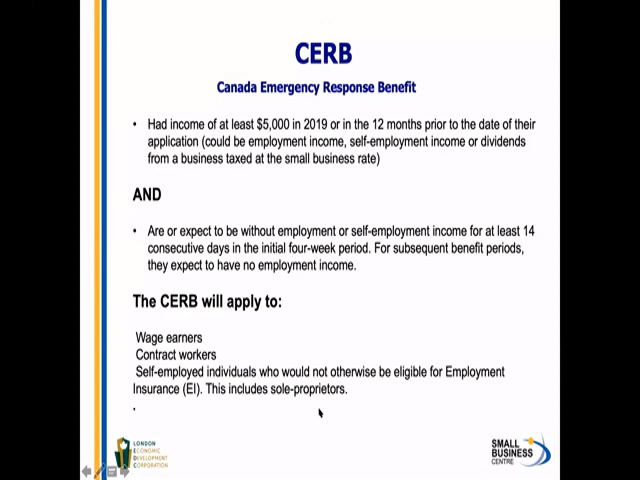 CERB
Canada Emergency Response Benefit
• Had income of at least $5,000 in 2019 or in the 12 months prior to the date of their
application (could be employment income, self-employment income or dividends
from a business taxed at the small business rate)
AND
• Are or expect to be without employment or self-employment income for at least 14
consecutive days in the initial four-week period. For subsequent benefit periods,
they expect to have no employment income.
The CERB will apply to:
Wage earners
Contract workers
Self-employed individuals who would not otherwise be eligible for Employment
Insurance (EI). This includes sole-proprietors.
.
LONDON
ECONOMIC
DEVELOPMENT
CORPORATION
SMALL
BUSINESS
CENTRE